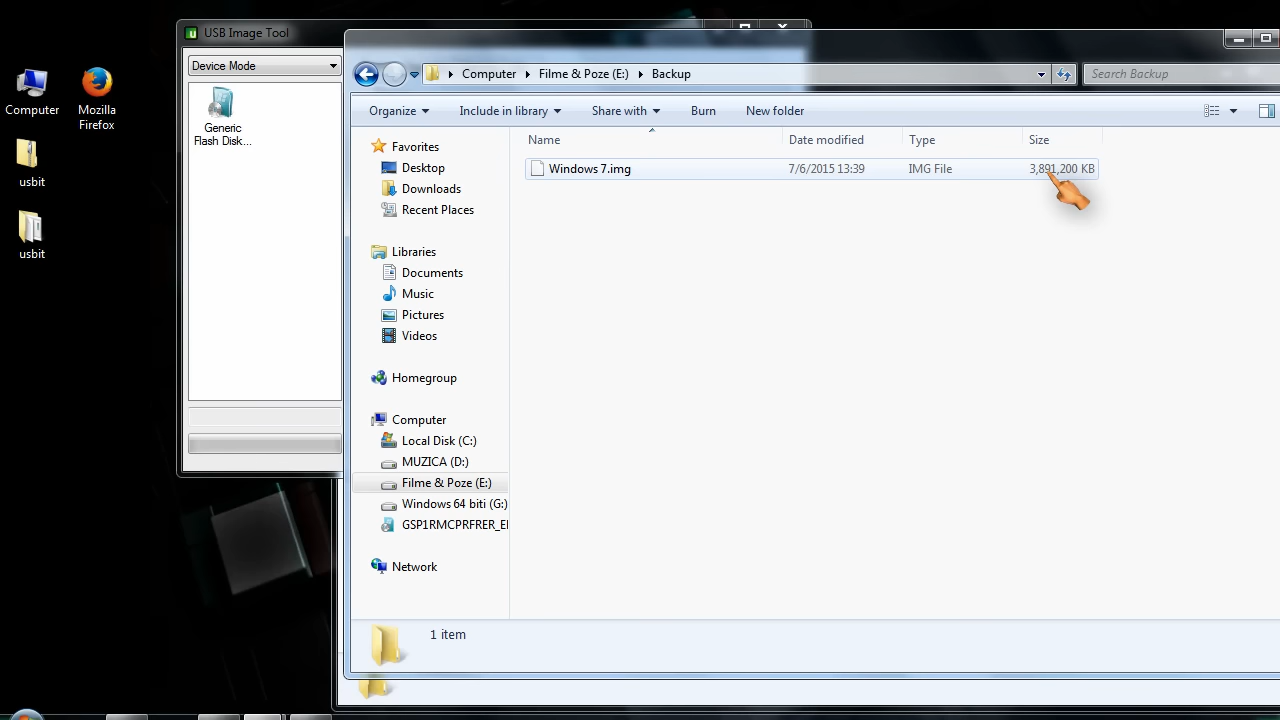 Computer
Mozilla
Firefox
usbit
usbit
USB Image Tool
Device Mode
Generic
Flash Disk...
Computer
Filme & Poze (E:)
Backup
Search Backup
Organize
Include in library
Share with
Burn
New folder
Name
Date modified
Type
Size
Windows 7.img
7/6/2015 13:39
IMG File
3,891,200 KB
Favorites
Desktop
Downloads
Recent Places
Libraries
Documents
Music
Pictures
Videos
Homegroup
Computer
Local Disk (C:)
MUZICA (D:)
Filme & Poze (E:)
Windows 64 biti (G:)
GSP1RMCPRFRER_E
Network
1 item